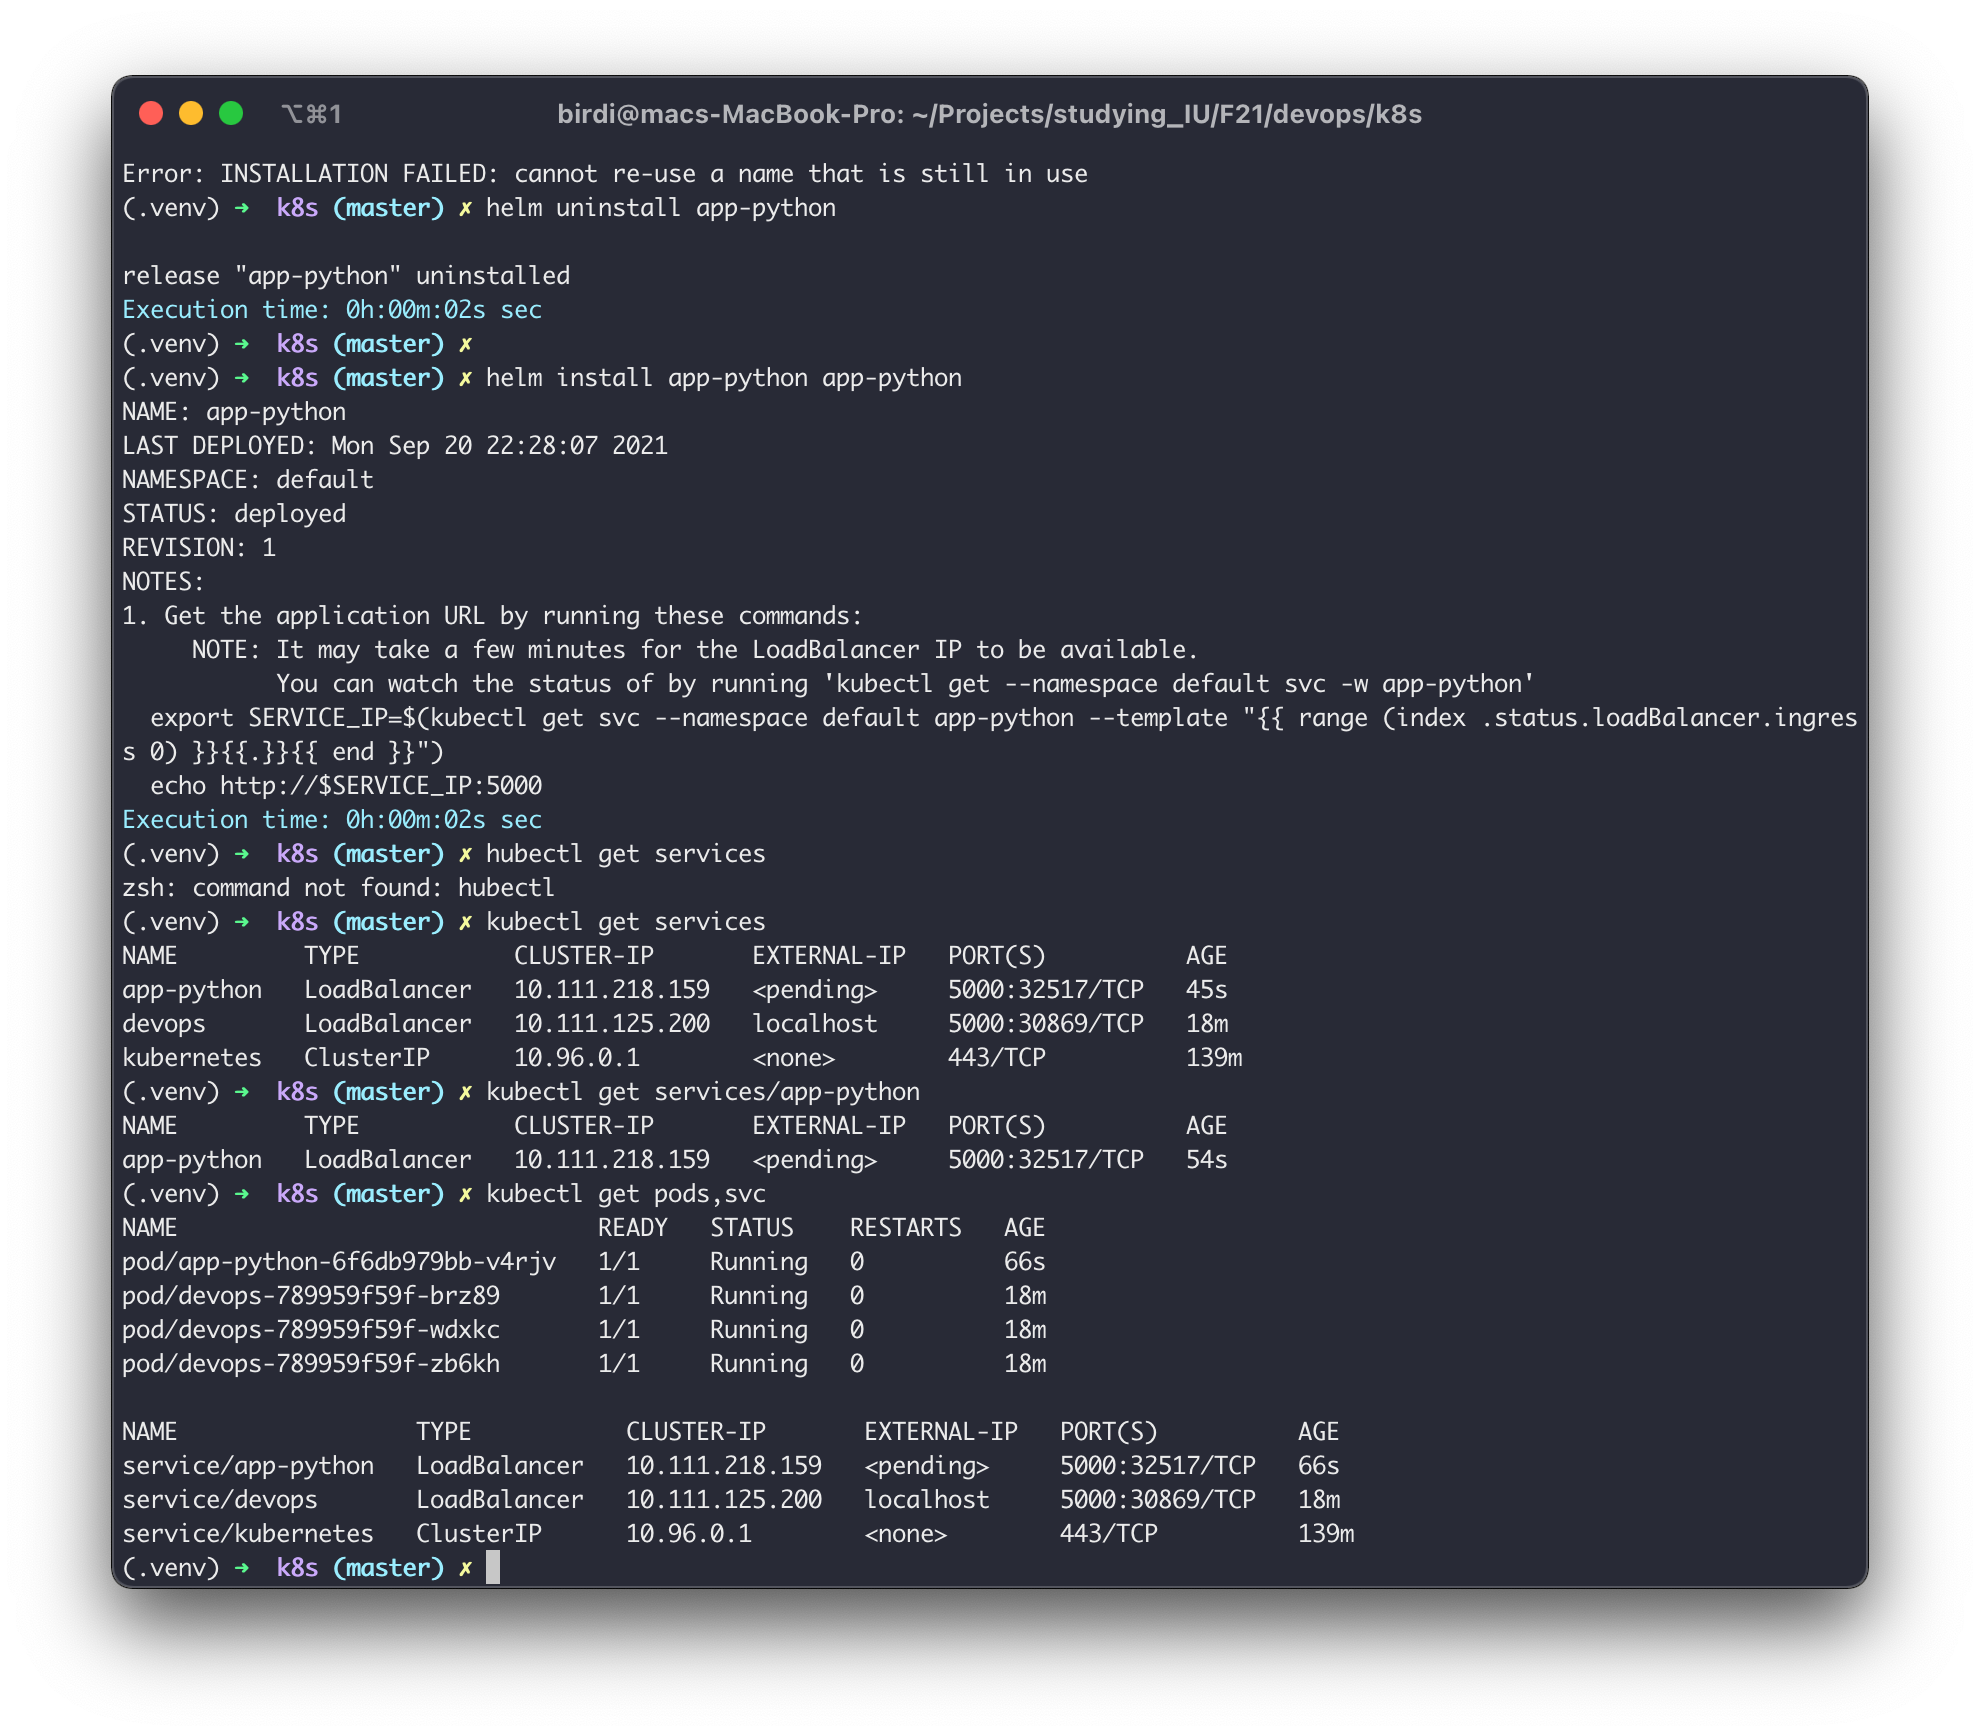 ⌥⌘1
birdi@macs-MacBook-Pro: ~/Projects/studying_IU/F21/devops/k8s
Error: INSTALLATION FAILED: cannot re-use a name that is still in use
(.venv) ➜  k8s (master) ✗ helm uninstall app-python

release "app-python" uninstalled
Execution time: 0h:00m:02s sec
(.venv) ➜  k8s (master) ✗
(.venv) ➜  k8s (master) ✗ helm install app-python app-python
NAME: app-python
LAST DEPLOYED: Mon Sep 20 22:28:07 2021
NAMESPACE: default
STATUS: deployed
REVISION: 1
NOTES:
1. Get the application URL by running these commands:
     NOTE: It may take a few minutes for the LoadBalancer IP to be available.
           You can watch the status of by running 'kubectl get --namespace default svc -w app-python'
  export SERVICE_IP=$(kubectl get svc --namespace default app-python --template "{{ range (index .status.loadBalancer.ingres
s 0) }}{{.}}{{ end }}")
  echo http://$SERVICE_IP:5000
Execution time: 0h:00m:02s sec
(.venv) ➜  k8s (master) ✗ hubectl get services
zsh: command not found: hubectl
(.venv) ➜  k8s (master) ✗ kubectl get services
NAME         TYPE           CLUSTER-IP       EXTERNAL-IP   PORT(S)          AGE
app-python   LoadBalancer   10.111.218.159   <pending>     5000:32517/TCP   45s
devops       LoadBalancer   10.111.125.200   localhost     5000:30869/TCP   18m
kubernetes   ClusterIP      10.96.0.1        <none>        443/TCP          139m
(.venv) ➜  k8s (master) ✗ kubectl get services/app-python
NAME         TYPE           CLUSTER-IP       EXTERNAL-IP   PORT(S)          AGE
app-python   LoadBalancer   10.111.218.159   <pending>     5000:32517/TCP   54s
(.venv) ➜  k8s (master) ✗ kubectl get pods,svc
NAME                              READY   STATUS    RESTARTS   AGE
pod/app-python-6f6db979bb-v4rjv   1/1     Running   0          66s
pod/devops-789959f59f-brz89       1/1     Running   0          18m
pod/devops-789959f59f-wdxkc       1/1     Running   0          18m
pod/devops-789959f59f-zb6kh       1/1     Running   0          18m

NAME                 TYPE           CLUSTER-IP       EXTERNAL-IP   PORT(S)          AGE
service/app-python   LoadBalancer   10.111.218.159   <pending>     5000:32517/TCP   66s
service/devops       LoadBalancer   10.111.125.200   localhost     5000:30869/TCP   18m
service/kubernetes   ClusterIP      10.96.0.1        <none>        443/TCP          139m
(.venv) ➜  k8s (master) ✗